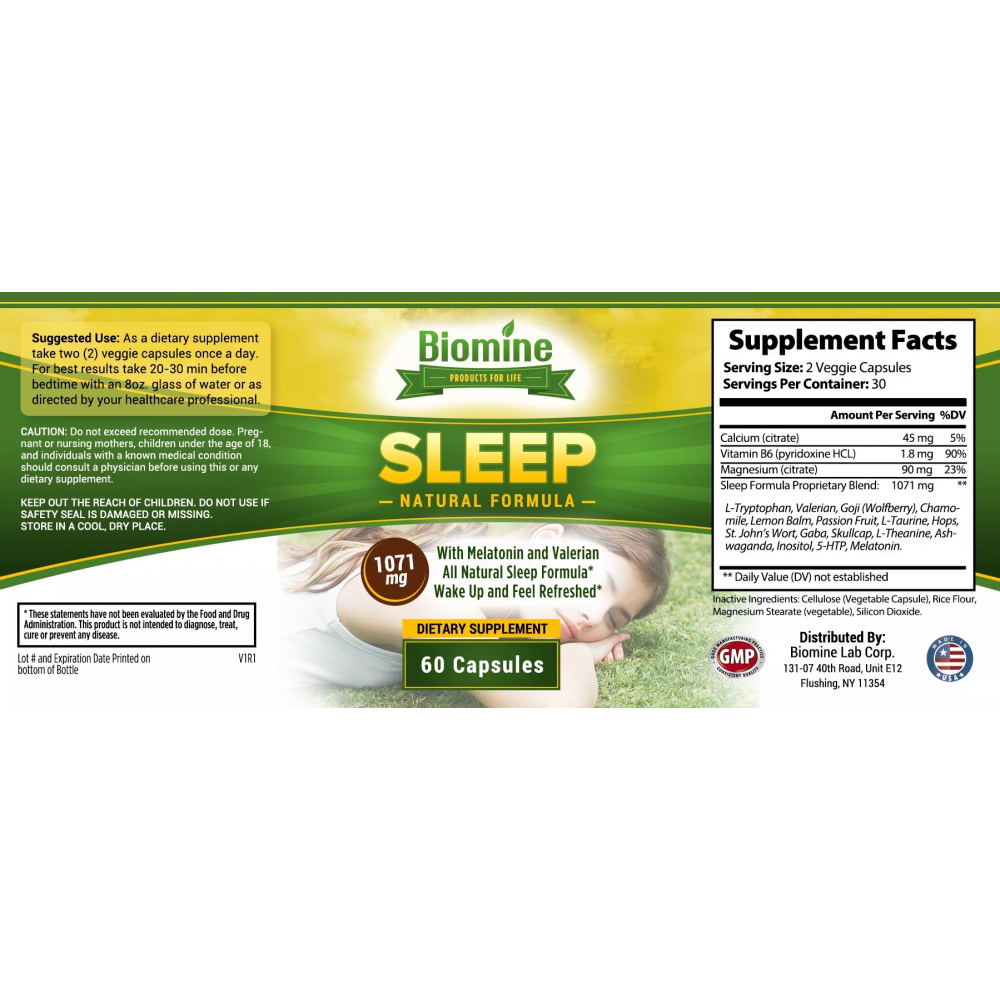 Suggested Use: As a dietary supplement
take two (2) veggie capsules once a day.
For best results take 20-30 min before
bedtime with an 8oz. glass of water or as
directed by your healthcare professional.
CAUTION: Do not exceed recommended dose. Preg-
nant or nursing mothers, children under the age of 18,
and individuals with a known medical condition
should consult a physician before using this or any
dietary supplement.
KEEP OUT THE REACH OF CHILDREN. DO NOT USE IF
SAFETY SEAL IS DAMAGED OR MISSING.
STORE IN A COOL, DRY PLACE.
* These statements have not been evaluated by the Food and Drug
Administration. This product is not intended to diagnose, treat,
cure or prevent any disease.
Lot # and Expiration Date Printed on
bottom of Bottle
V1R1
Biomine
PRODUCTS FOR LIFE
SLEEP
NATURAL FORMULA
1071
mg
With Melatonin and Valerian
All Natural Sleep Formula*
Wake Up and Feel Refreshed*
DIETARY SUPPLEMENT
60 Capsules
Supplement Facts
Serving Size: 2 Veggie Capsules
Servings Per Container: 30
Amount Per Serving %DV
Calcium (citrate) 45 mg 5%
Vitamin B6 (pyridoxine HCL) 1.8 mg 90%
Magnesium (citrate) 90 mg 23%
Sleep Formula Proprietary Blend: 1071 mg **
L-Tryptophan, Valerian, Goji (Wolfberry), Chamo-
mile, Lemon Balm, Passion Fruit, L-Taurine, Hops,
St. John's Wort, Gaba, Skullcap, L-Theanine, Ash-
waganda, Inositol, 5-HTP, Melatonin.
** Daily Value (DV) not established
Inactive Ingredients: Cellulose (Vegetable Capsule), Rice Flour,
Magnesium Stearate (vegetable), Silicon Dioxide.
GOOD MANUFACTURING PRACTICE
GMP
CONSISTENT QUALITY
Distributed By:
Biomine Lab Corp.
131-07 40th Road, Unit E12
Flushing, NY 11354
MADE IN
USA